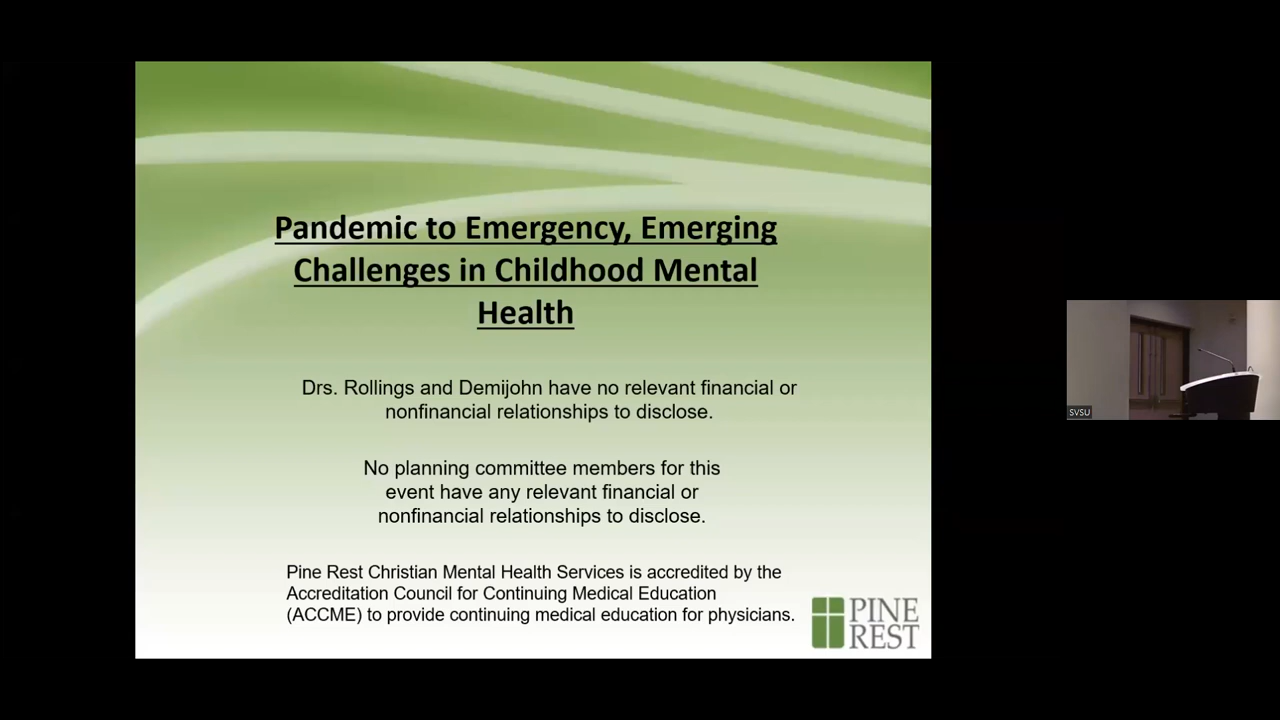 Pandemic to Emergency, Emerging
Challenges in Childhood Mental
Health
Drs. Rollings and Demijohn have no relevant financial or
nonfinancial relationships to disclose.
No planning committee members for this
event have any relevant financial or
nonfinancial relationships to disclose.
Pine Rest Christian Mental Health Services is accredited by the
Accreditation Council for Continuing Medical Education
(ACCME) to provide continuing medical education for physicians.
PINE
REST
SVSU